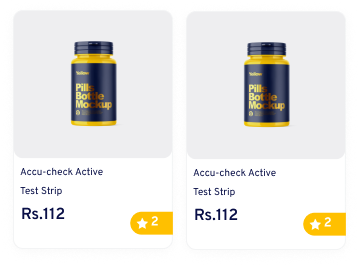 Pills
Bottle
Mockup
Accu-check Active
Test Strip
Rs.112
2
Pills
Bottle
Mockup
Accu-check Active
Test Strip
Rs.112
2